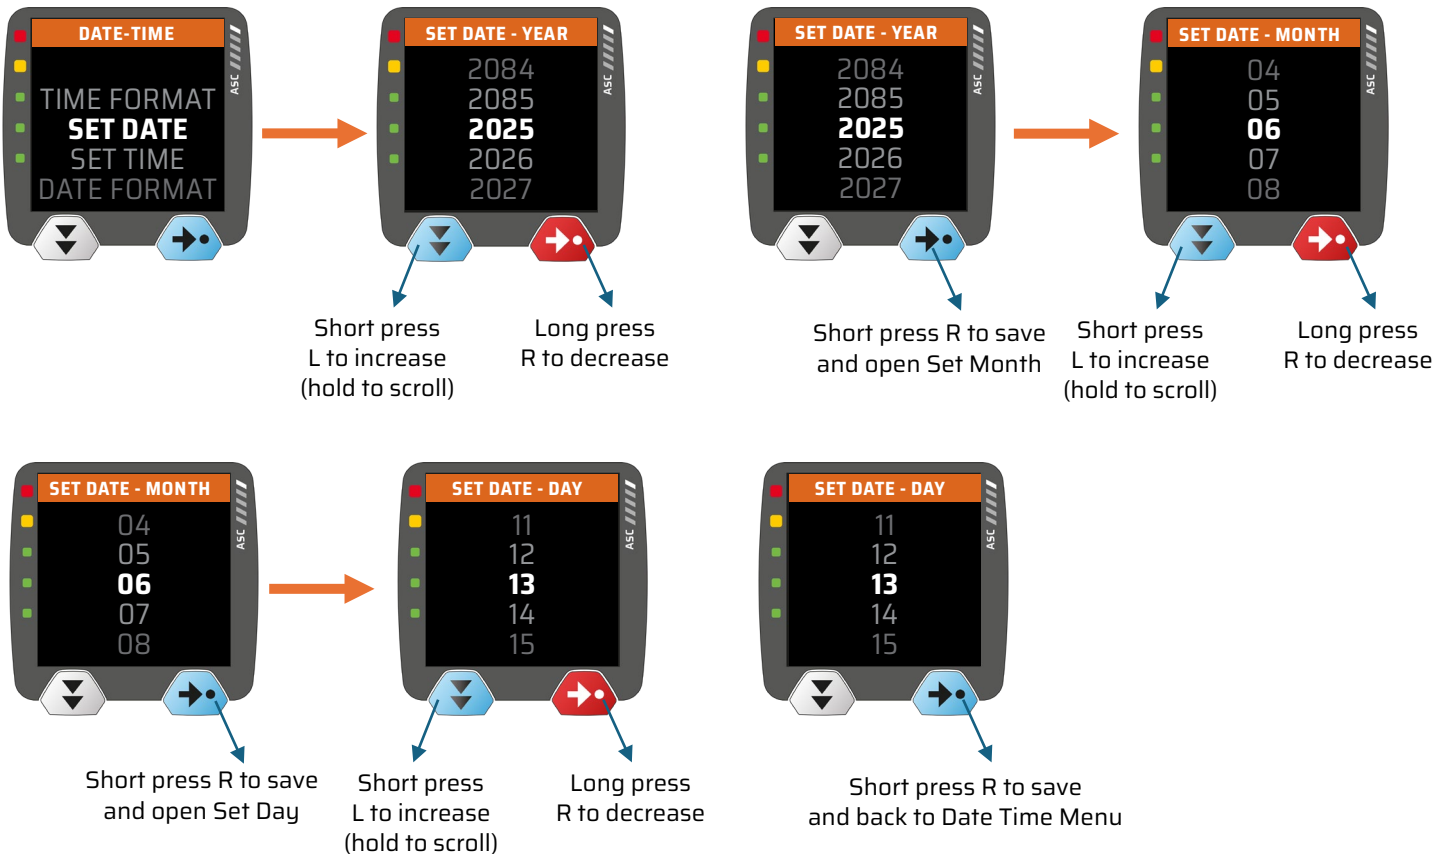 DATE-TIME
TIME FORMAT
SET DATE
SET TIME
DATE FORMAT
ASC
SET DATE - YEAR
2084
2085
2025
2026
2027
ASC
Short press
L to increase
(hold to scroll)
Long press
R to decrease
SET DATE - YEAR
2084
2085
2025
2026
2027
ASC
Short press R to save
and open Set Month
SET DATE - MONTH
04
05
06
07
08
ASC
Short press
L to increase
(hold to scroll)
Long press
R to decrease
SET DATE - MONTH
04
05
06
07
08
ASC
Short press R to save
and open Set Day
SET DATE - DAY
11
12
13
14
15
ASC
Short press
L to increase
(hold to scroll)
Long press
R to decrease
SET DATE - DAY
11
12
13
14
15
ASC
Short press R to save
and back to Date Time Menu